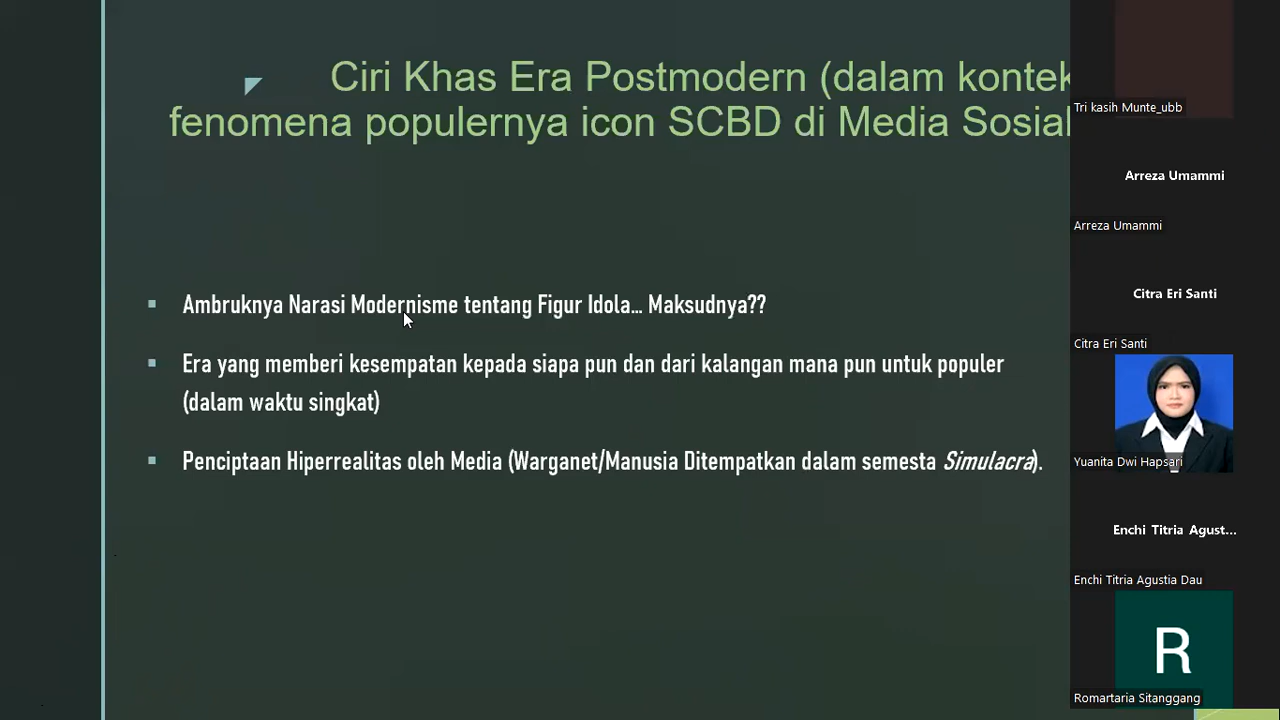 Ciri Khas Era Postmodern (dalam kontek
fenomena populernya icon SCBD di Media Sosial
Ambruknya Narasi Modernisme tentang Figur Idola... Maksudnya??
Era yang memberi kesempatan kepada siapa pun dan dari kalangan mana pun untuk populer
(dalam waktu singkat)
Penciptaan Hiperrealitas oleh Media (Warganet/Manusia Ditempatkan dalam semesta Simulacra).
Tri kasih Munte_ubb
Arreza Umammi
Arreza Umammi
Citra Eri Santi
Citra Eri Santi
Yuanita Dwi Hapsari
Enchi Titria Agust...
Enchi Titria Agustia Dau
R
Romartaria Sitanggang